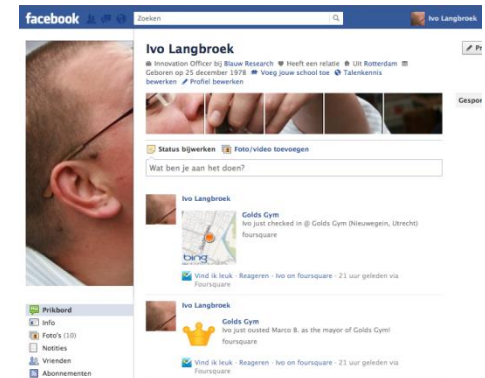 facebook Zoeken Ivo Langbroek
Ivo Langbroek
Innovation Officer bij Blauw Research Heeft een relatie Uit Rotterdam
Geboren op 25 december 1978 Voeg jouw school toe Talenkennis
bewerken Profiel bewerken
Status bijwerken Foto/video toevoegen
Wat ben je aan het doen?
Ivo Langbroek
Golds Gym
Ivo just checked in @ Golds Gym (Nieuwegein, Utrecht)
foursquare
bing
Vind ik leuk · Reageren · Ivo on foursquare · 21 uur geleden via
Foursquare
Ivo Langbroek
Golds Gym
Ivo just ousted Marco B. as the mayor of Golds Gym!
foursquare
Vind ik leuk · Reageren · Ivo on foursquare · 21 uur geleden via
Foursquare
Prikbord
Info
Foto's (10)
Notities
Vrienden
Abonnementen
Pr
Gespor